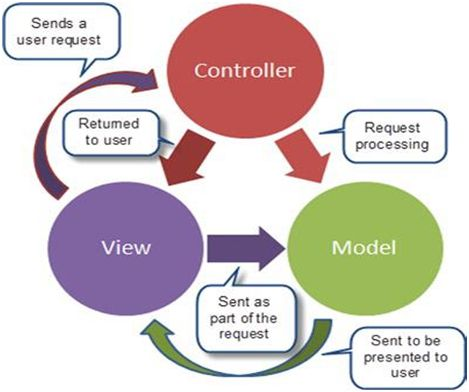 Sends a
user request
Controller
Returned
to user
Request
processing
View
Model
Sent as
part of the
request
Sent to be
presented to
user